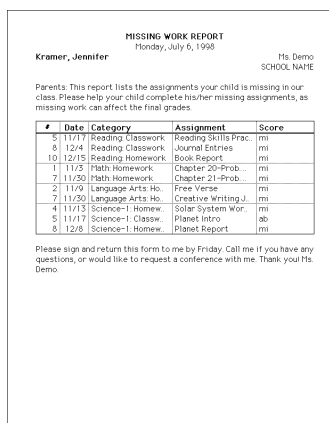 MISSING WORK REPORT
Monday, July 6, 1998
Kramer, Jennifer Ms. Demo
SCHOOL NAME
Parents: This report lists the assignments your child is missing in our
class. Please help your child complete his/her missing assignments, as
missing work can affect the final grades.
# Date Category Assignment Score
5 11/17 Reading: Classwork Reading Skills Prac.. mi
8 12/4 Reading: Classwork Journal Entries mi
10 12/15 Reading: Homework Book Report mi
1 11/3 Math: Homework Chapter 20-Prob... mi
7 11/30 Math: Homework Chapter 21-Prob... mi
2 11/9 Language Arts: Ho.. Free Verse mi
7 11/30 Language Arts: Ho.. Creative Writing J.. mi
4 11/13 Science-1: Homew.. Solar System Wor.. mi
5 11/17 Science-1: Classw.. Planet Intro ab
8 12/8 Science-1: Homew.. Planet Report mi
Please sign and return this form to me by Friday. Call me if you have any
questions, or would like to request a conference with me. Thank you! Ms.
Demo.